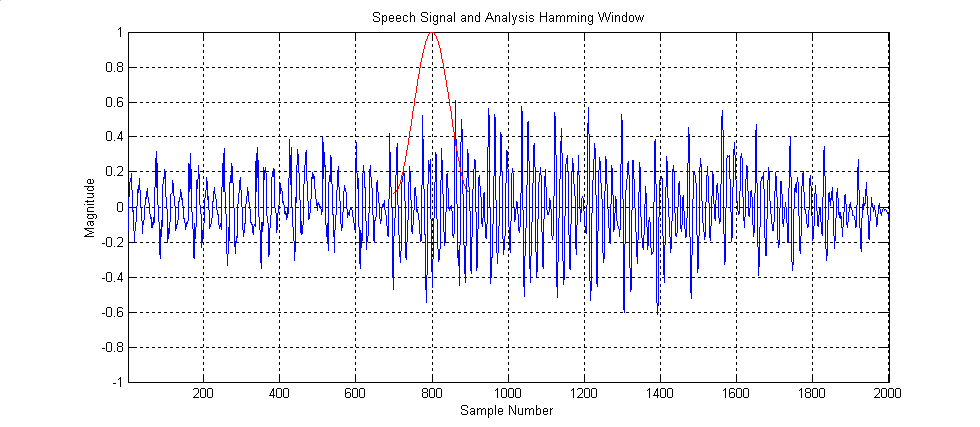 Speech Signal and Analysis Hamming Window
1
0.8
0.6
0.4
0.2
0
-0.2
-0.4
-0.6
-0.8
-1
Magnitude
200 400 600 800 1000 1200 1400 1600 1800 2000
Sample Number